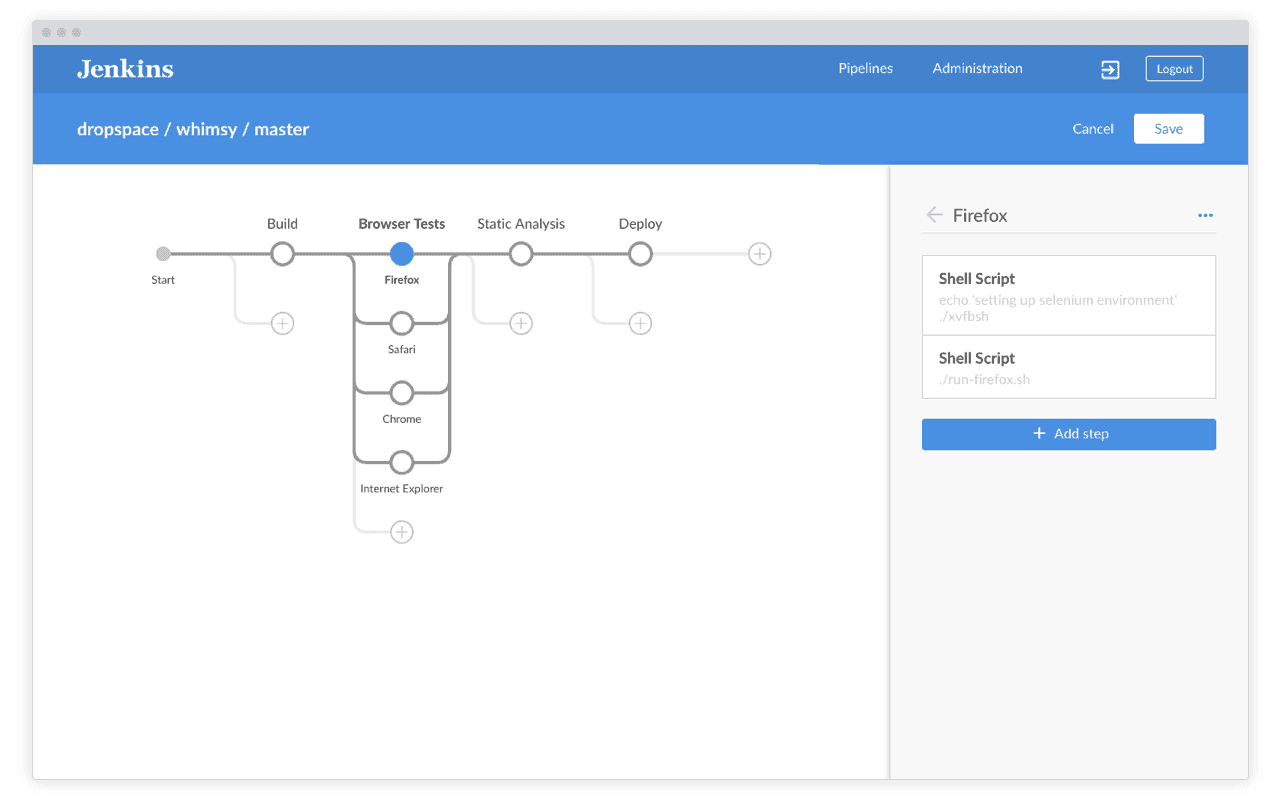 Jenkins
Pipelines
Administration
Logout
dropspace / whimsy / master
Cancel
Save
Build
Browser Tests
Static Analysis
Deploy
Start
Firefox
Safari
Chrome
Internet Explorer
Firefox
Shell Script
echo 'setting up selenium environment'
./xvfbsh
Shell Script
./run-firefox.sh
+ Add step